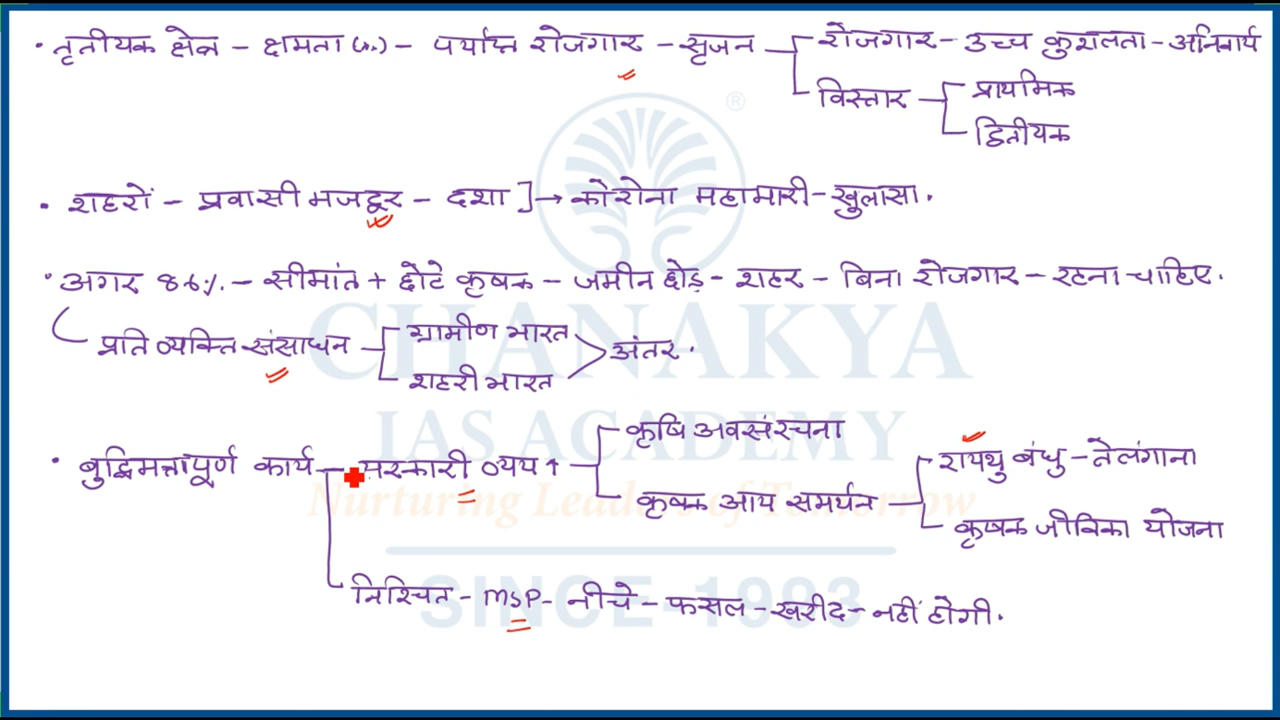 • तृतीयक क्षेत्र - क्षमता - पर्याप्त रोजगार - सृजन रोजगार - उच्च कुशलता - अनिवार्य
विस्तार प्राथमिक
द्वितीयक
®
• शहरों - प्रवासी मजदूर - दशा ] → कोरोना महामारी - खुलासा.
• अगर 86% - सीमांत + छोटे कृषक - जमीन छोड़ - शहर - बिना रोजगार - रहना चाहिए.
प्रति व्यक्ति संसाधन ग्रामीण भारत अंतर.
शहरी भारत
CHANAKYA
IAS ACADEMY
कृषि अवसंरचना
• बुद्धिमत्तापूर्ण कार्य - सरकारी व्यय ↑ रायथु बंधु - तेलंगाना
Nurturing Leaders of Tomorrow
कृषक आय समर्थन
कृषक जीविका योजना
SINCE-1993
निश्चित - MSP - नीचे - फसल - खरीद - नहीं होगी.